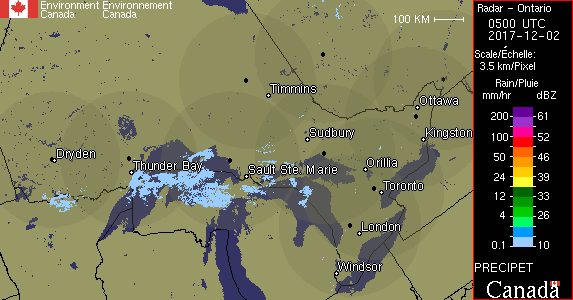 Environment Environnement
Canada Canada
100 KM
Timmins
Ottawa
Sudbury
Kingston
Dryden
Thunder Bay
Sault Ste. Marie
Orillia
Toronto
London
Windsor
Radar - Ontario
0500 UTC
2017-12-02
Scale/Échelle:
3.5 km/Pixel
Rain/Pluie
mm/hr dBZ
200 61
100 52
50 46
24 39
12 33
4 26
0.1 10
PRECIPET
Canada